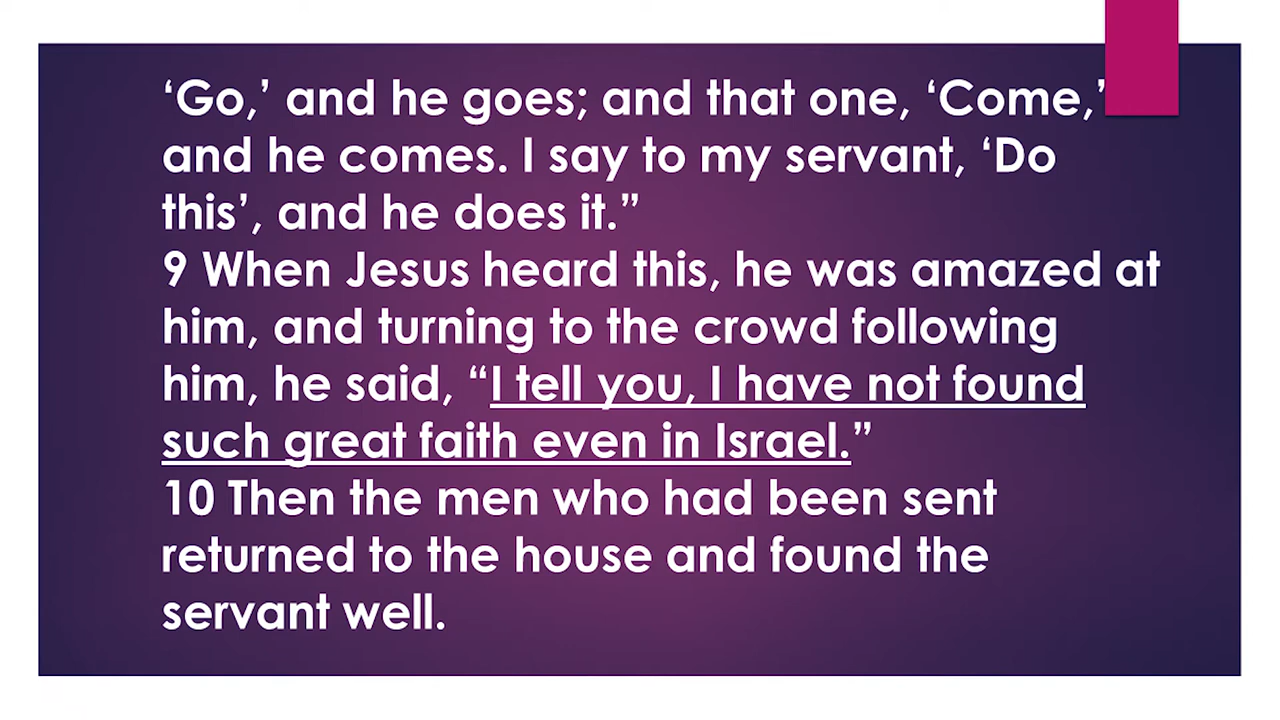 ‘Go,’ and he goes; and that one, ‘Come,’
and he comes. I say to my servant, ‘Do
this’, and he does it.”
9 When Jesus heard this, he was amazed at
him, and turning to the crowd following
him, he said, “I tell you, I have not found
such great faith even in Israel.”
10 Then the men who had been sent
returned to the house and found the
servant well.